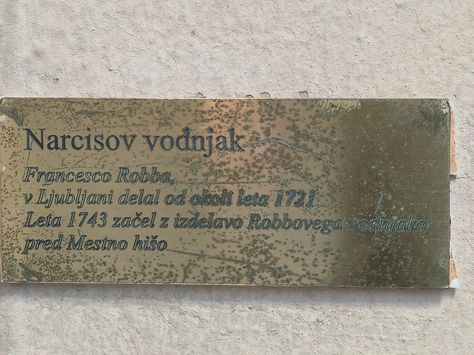 Narcisov vodnjak
Francesco Robba,
v Ljubljani delal od okoli leta 1721
Leta 1743 začel z izdelavo Robbovega vodnjaka
pred Mestno hišo